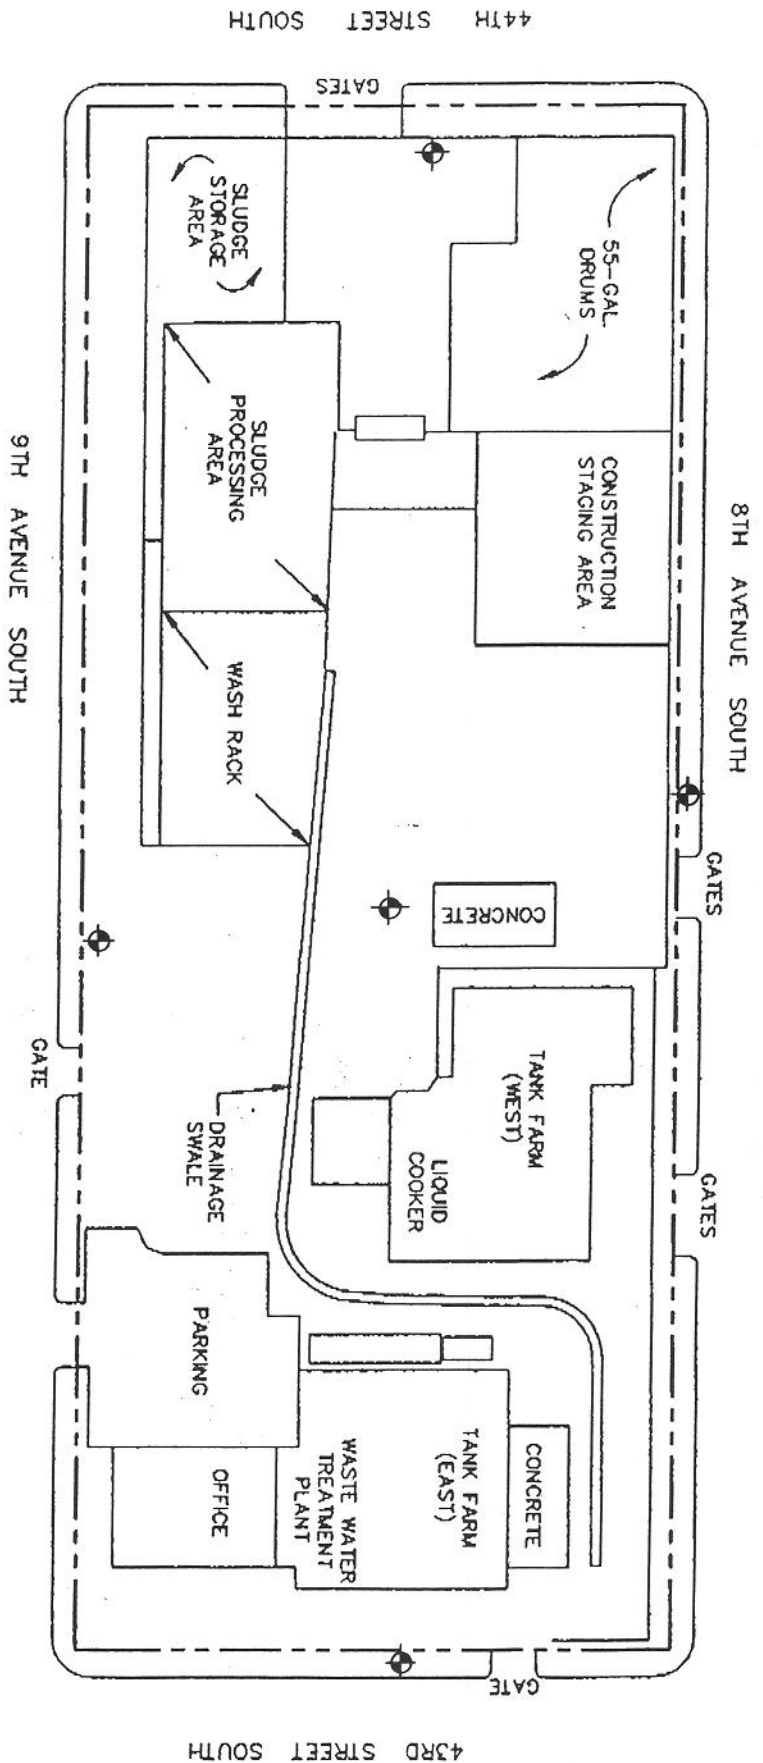 44TH STREET SOUTH
GATES
SLUDGE
STORAGE
AREA
55-GAL.
DRUMS
SLUDGE
PROCESSING
AREA
CONSTRUCTION
STAGING AREA
9TH AVENUE SOUTH
8TH AVENUE SOUTH
WASH RACK
GATES
CONCRETE
GATE
TANK FARM
(WEST)
LIQUID
COOKER
DRAINAGE
SWALE
GATES
PARKING
OFFICE
WASTE WATER
TREATMENT
PLANT
TANK FARM
(EAST)
CONCRETE
GATE
43RD STREET SOUTH